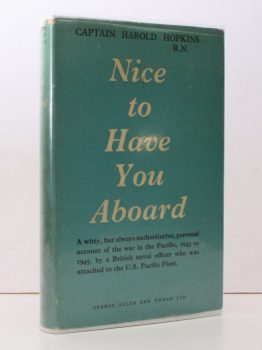 CAPTAIN HAROLD HOPKINS
R.N.
Nice
to
Have
You
Aboard
A witty, but always authoritative, personal
account of the war in the Pacific, 1943 to
1945, by a British naval officer who was
attached to the U.S. Pacific Fleet.
GEORGE ALLEN AND UNWIN LTD